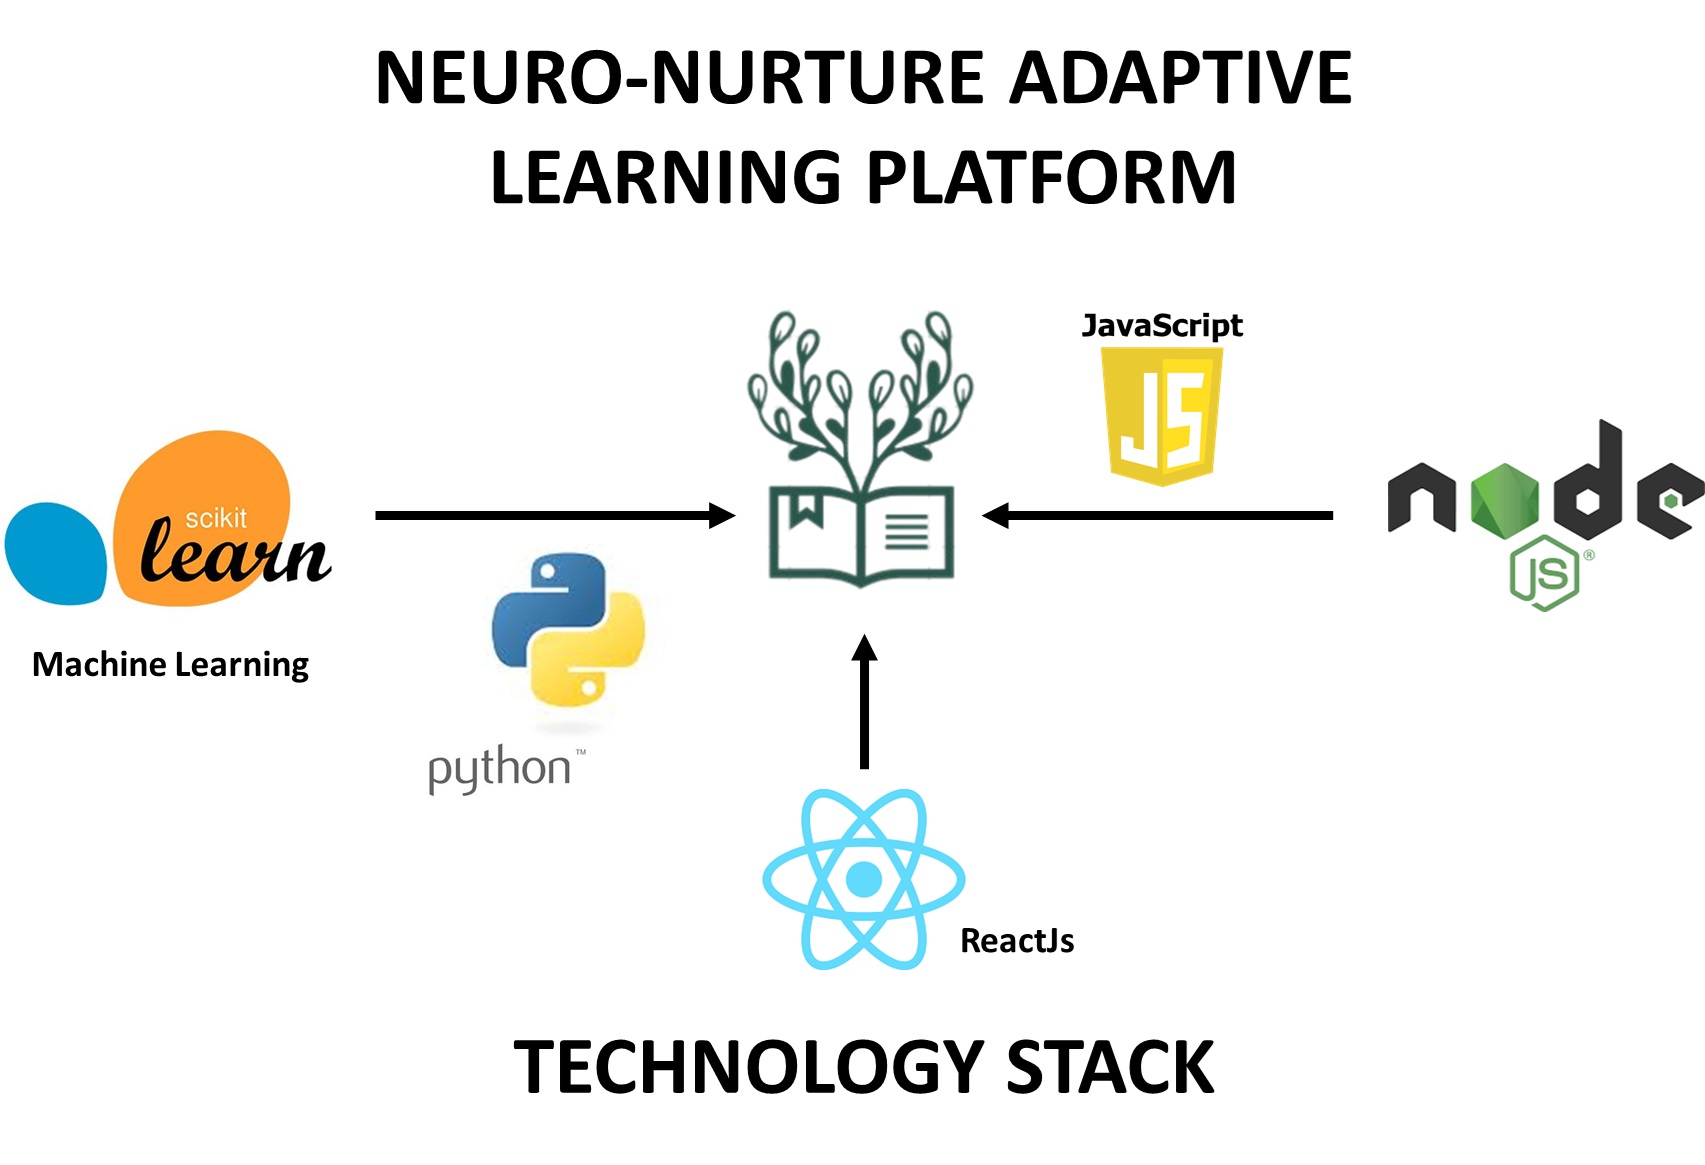 NEURO-NURTURE ADAPTIVE
LEARNING PLATFORM
JavaScript
JS
node
JS®
scikit
learn
Machine Learning
python™
ReactJs
TECHNOLOGY STACK